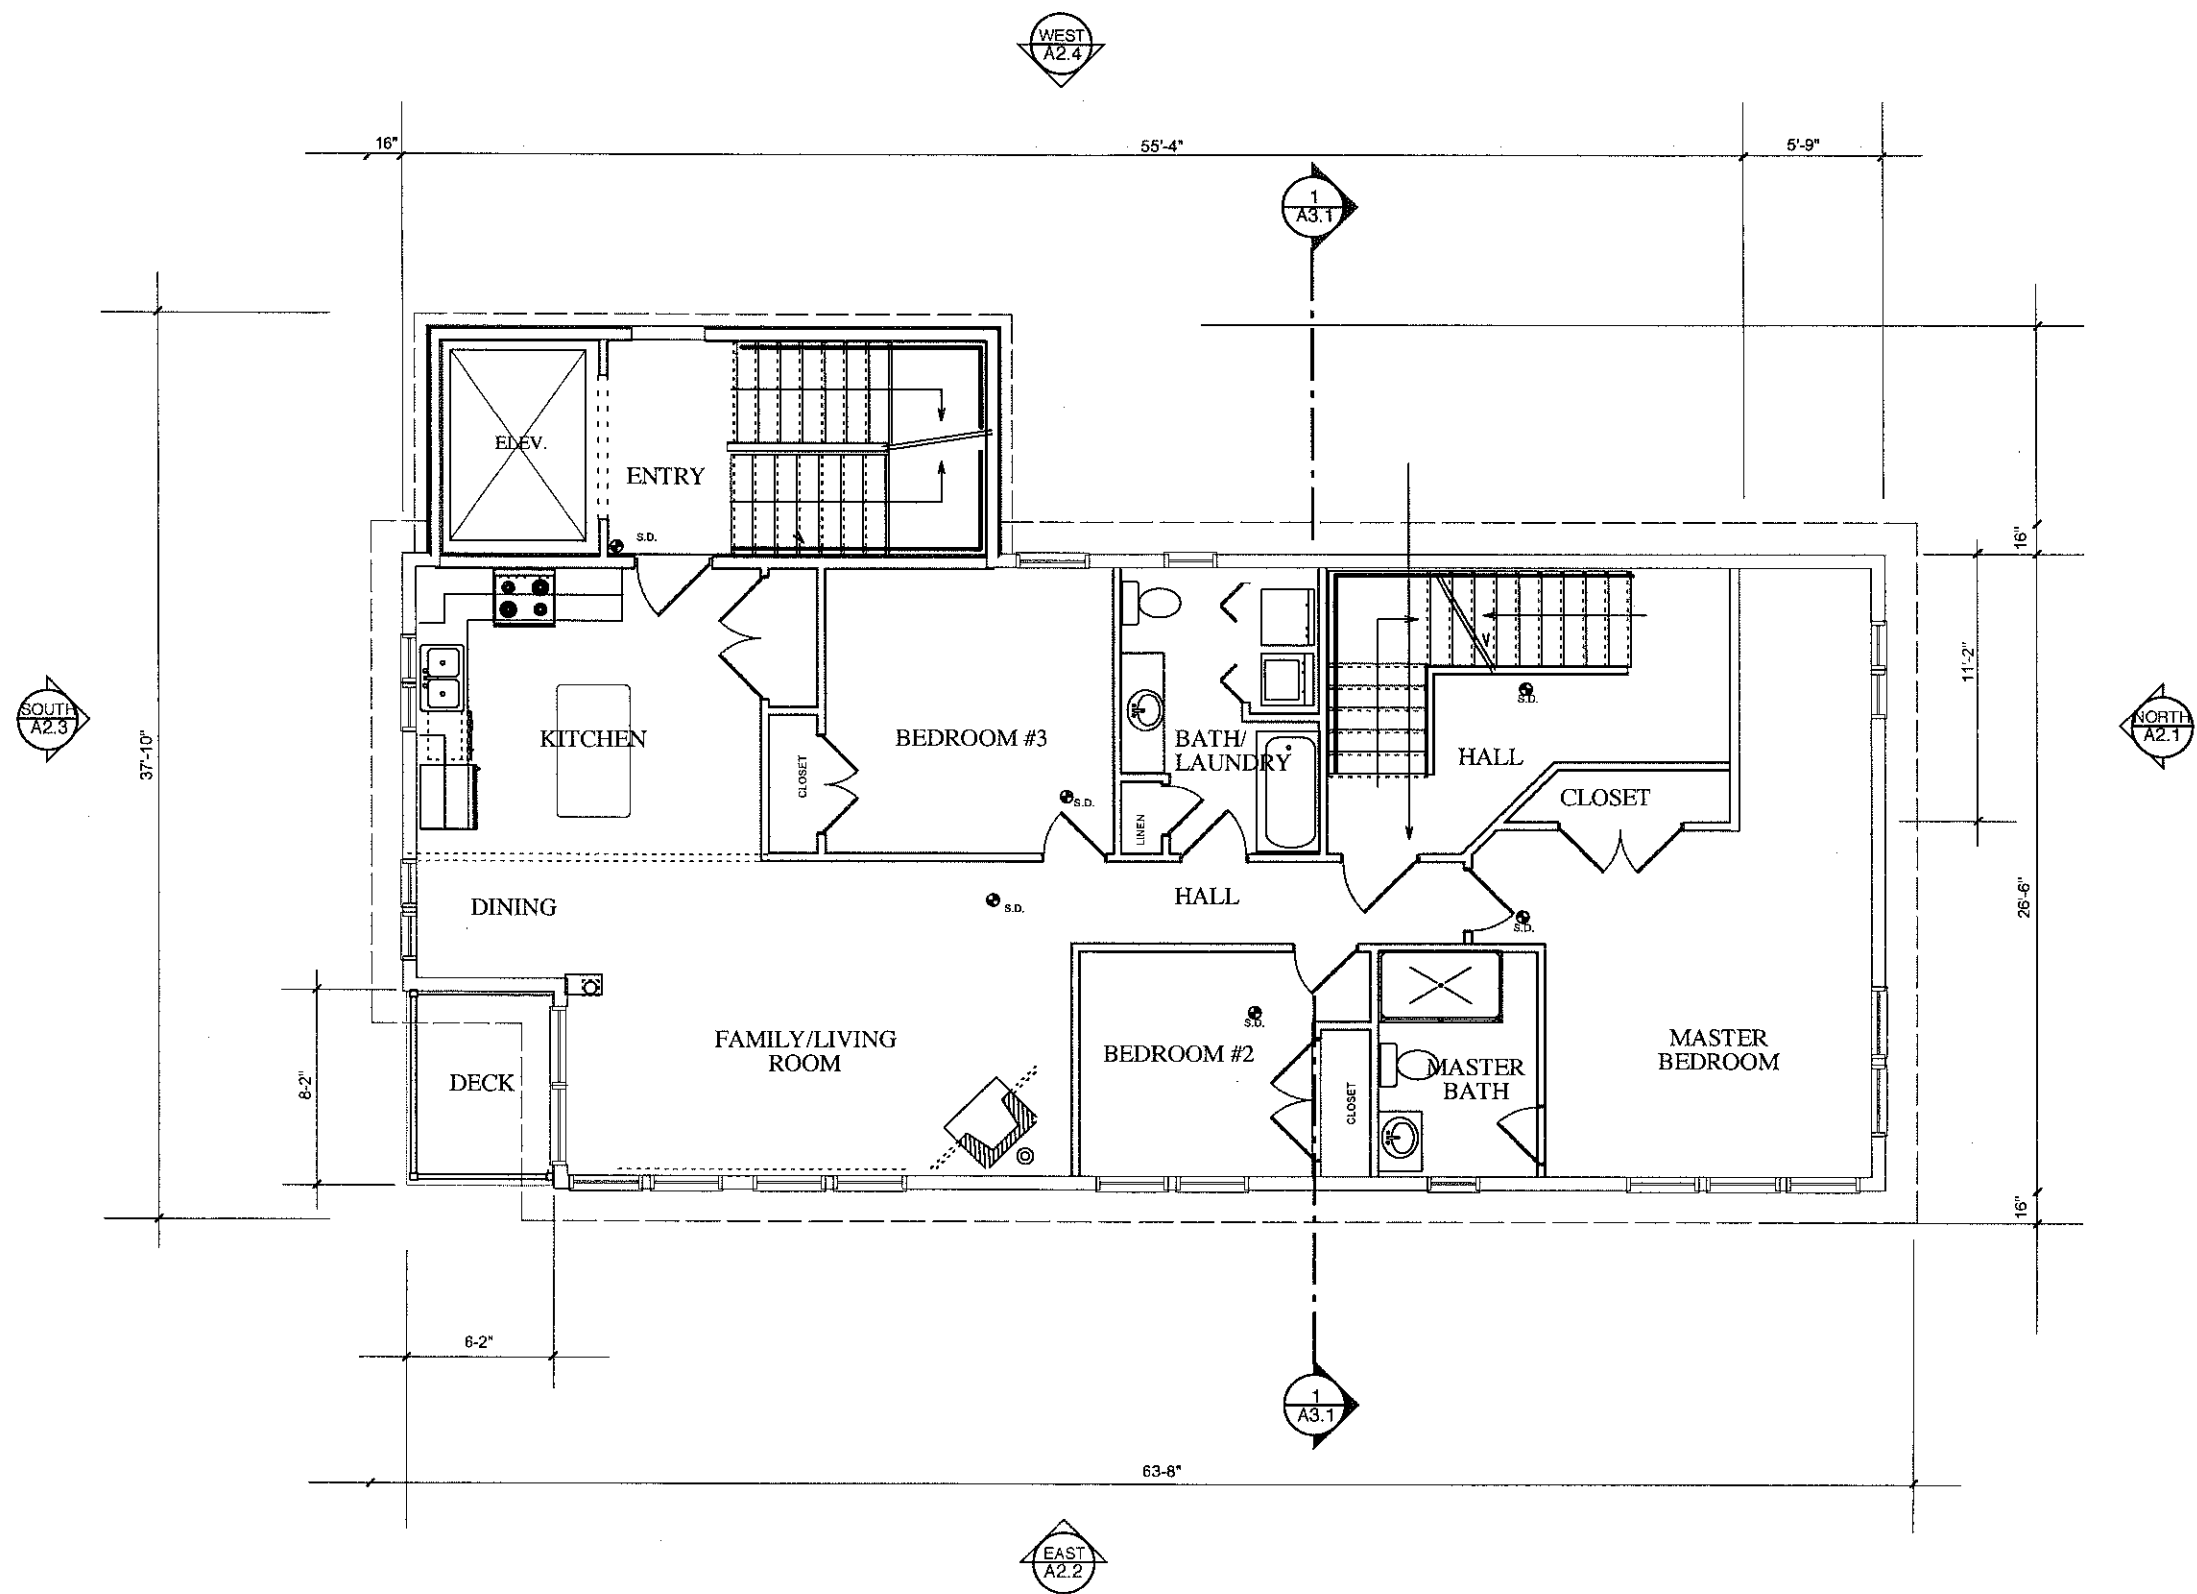 WEST
A2.4
16"
55'-4"
5'-9"
1
A3.1
ELEV.
ENTRY
S.D.
16"
SOUTH
A2.3
37'-10"
KITCHEN
CLOSET
BEDROOM #3
S.D.
BATH/
LAUNDRY
LINEN
S.D.
HALL
CLOSET
11'-2"
NORTH
A2.1
DINING
S.D.
HALL
S.D.
26'-6"
8-2"
DECK
FAMILY/LIVING
ROOM
S.D.
BEDROOM #2
CLOSET
MASTER
BATH
MASTER
BEDROOM
16"
6-2"
1
A3.1
63-8"
EAST
A2.2